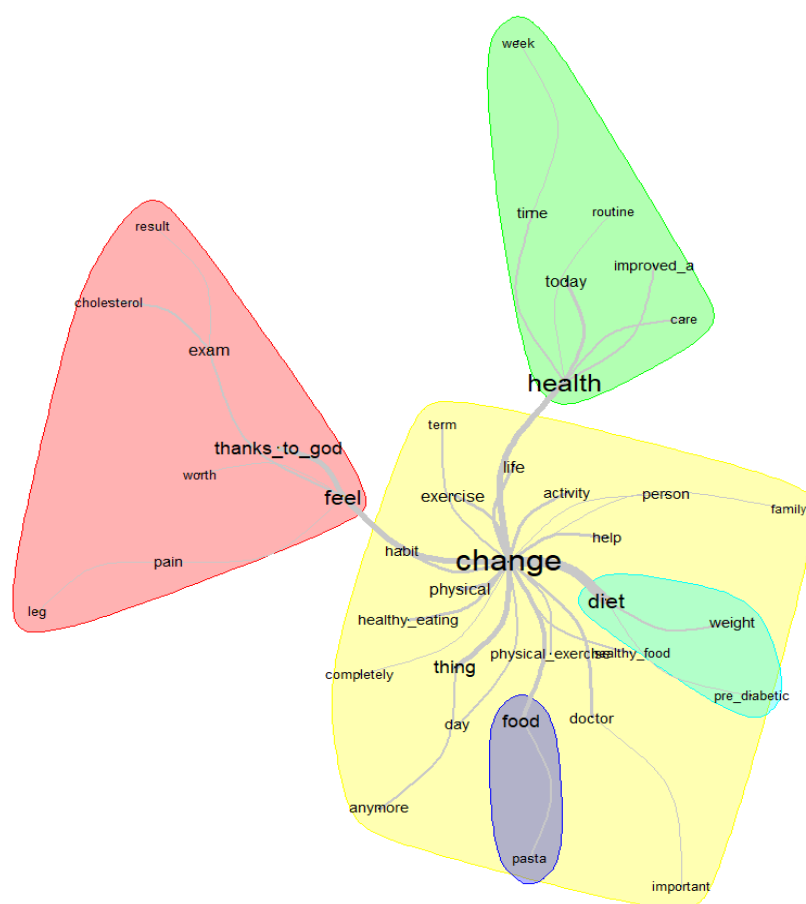 week
time
routine
today
improved_a
care
health
result
cholesterol
exam
thanks_to_god
worth
feel
pain
leg
term
life
exercise
activity
person
family
help
habit
change
physical
diet
healthy_eating
weight
thing
physical_exercise
healthy_food
completely
pre_diabetic
day
food
doctor
anymore
pasta
important